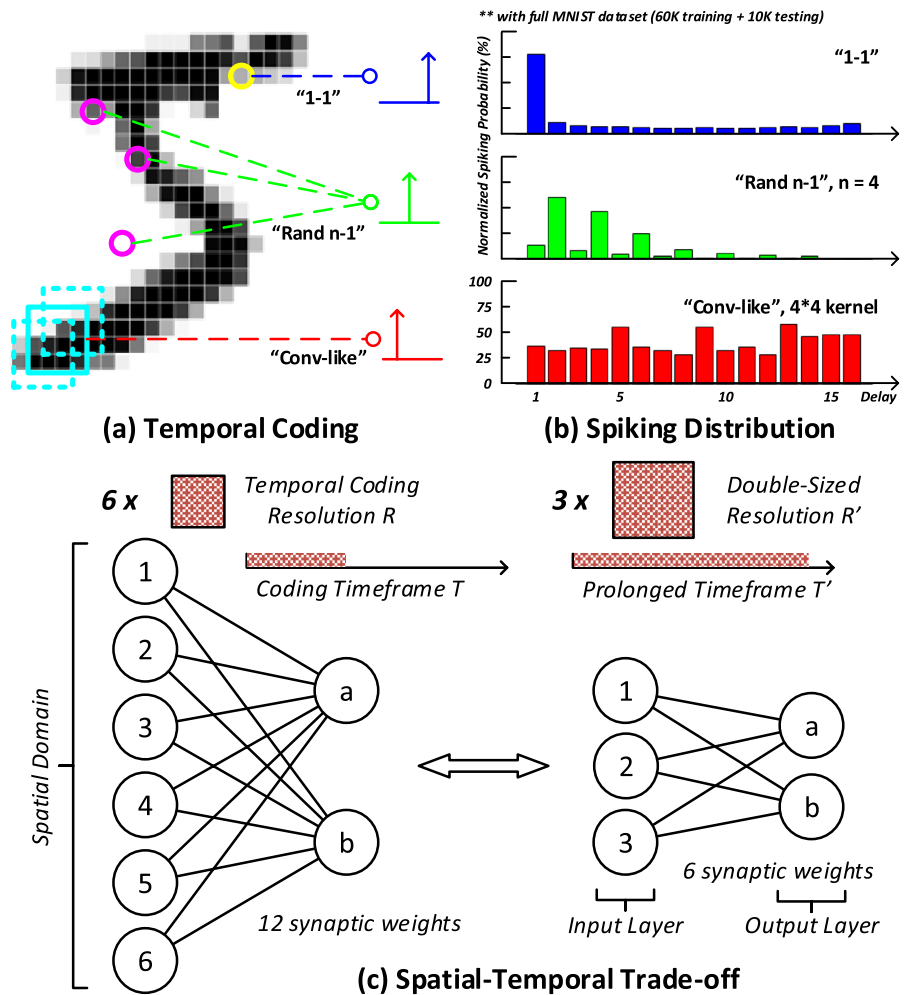 ** with full MNIST dataset (60K training + 10K testing)
“1-1”
“Rand n-1”
“Conv-like”
(a) Temporal Coding
Normalized Spiking Probability (%)
“1-1”
“Rand n-1”, n = 4
“Conv-like”, 4*4 kernel
100
75
50
25
0
1
5
10
15
Delay
(b) Spiking Distribution
6 x
Temporal Coding
Resolution R
Coding Timeframe T
3 x
Double-Sized
Resolution R’
Prolonged Timeframe T’
Spatial Domain
1
2
3
4
5
6
a
b
12 synaptic weights
1
2
3
a
b
6 synaptic weights
Input Layer
Output Layer
(c) Spatial-Temporal Trade-off